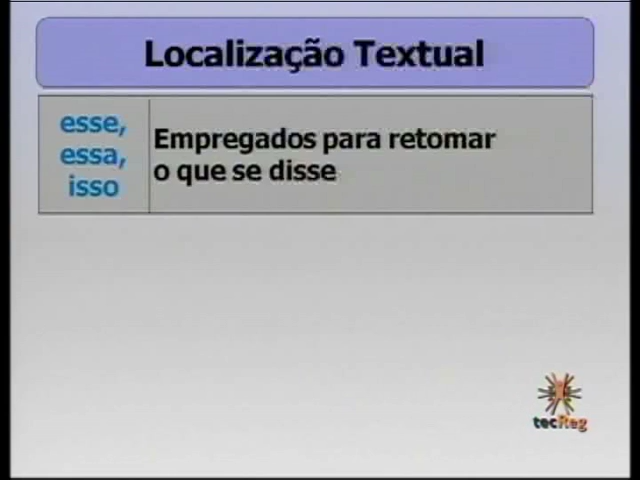 Localização Textual
esse,
essa,
isso
Empregados para retomar
o que se disse
tecReg